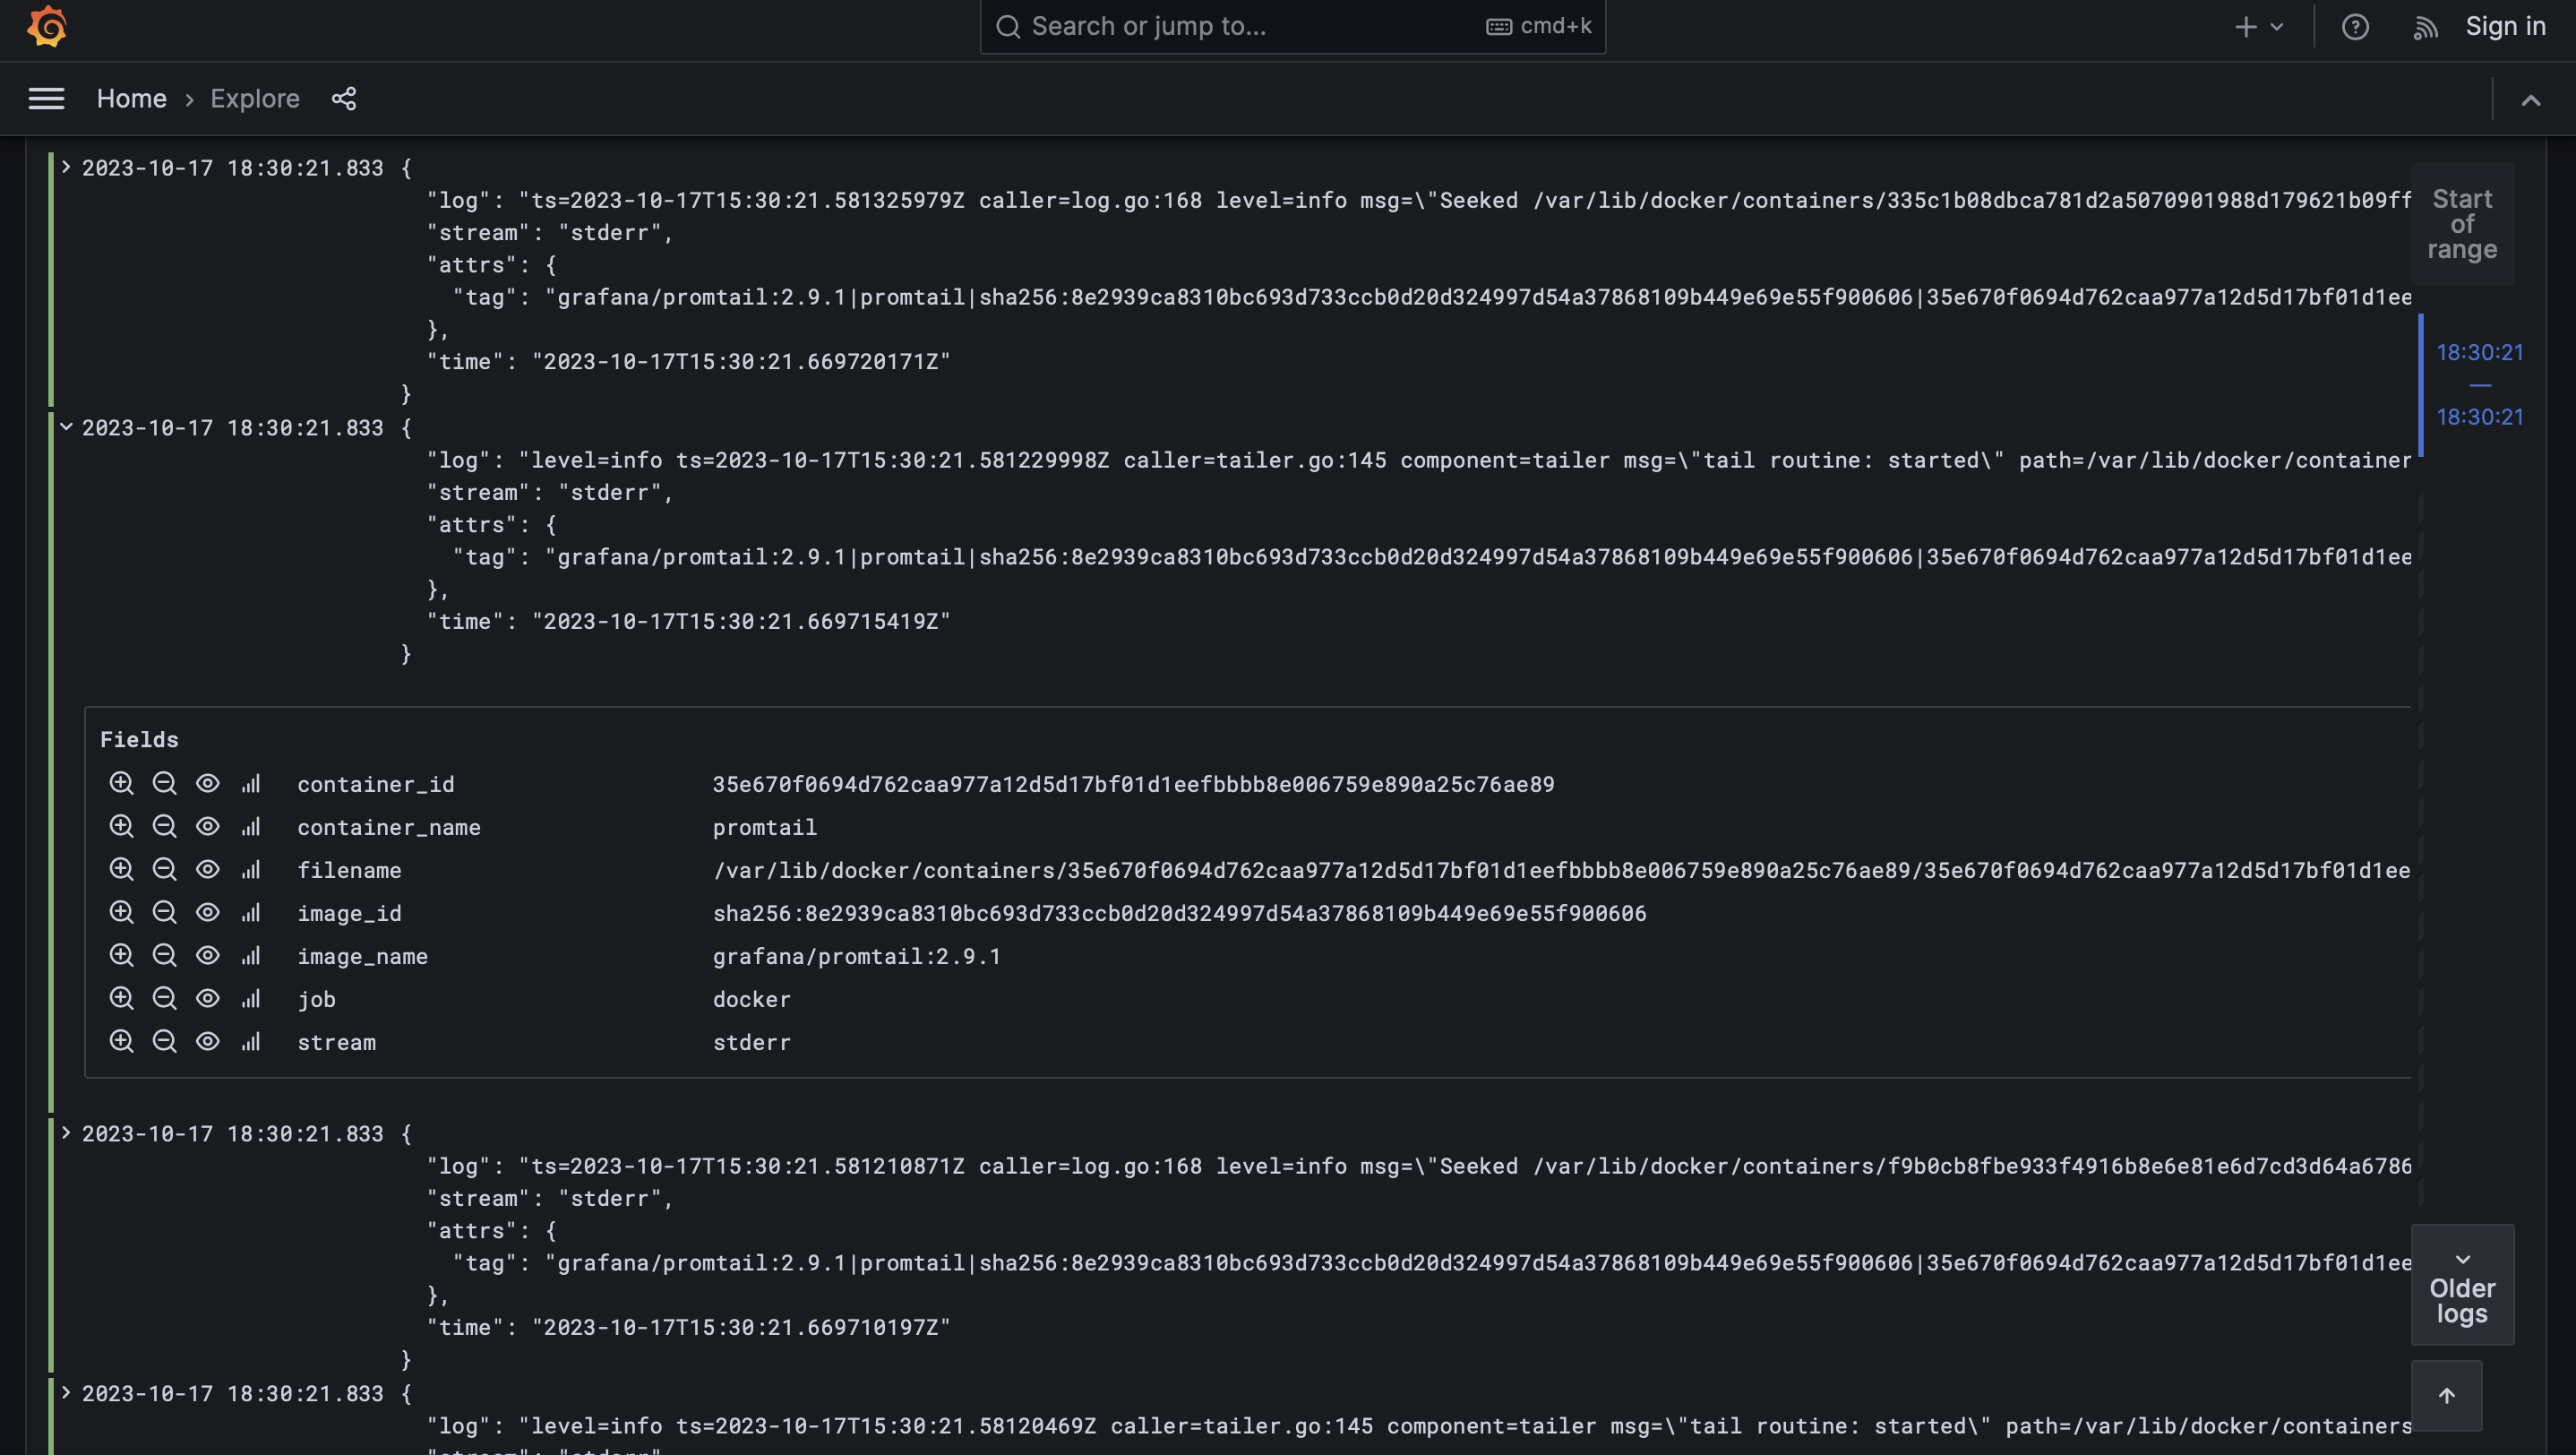 Search or jump to... cmd+k Sign in
Home › Explore
2023-10-17 18:30:21.833 {
"log": "ts=2023-10-17T15:30:21.581325979Z caller=log.go:168 level=info msg=\"Seeked /var/lib/docker/containers/335c1b08dbca781d2a5070901988d179621b09ff
"stream": "stderr",
"attrs": {
"tag": "grafana/promtail:2.9.1|promtail|sha256:8e2939ca8310bc693d733ccb0d20d324997d54a37868109b449e69e55f900606|35e670f0694d762caa977a12d5d17bf01d1ee
},
"time": "2023-10-17T15:30:21.669720171Z"
}
2023-10-17 18:30:21.833 {
"log": "level=info ts=2023-10-17T15:30:21.581229998Z caller=tailer.go:145 component=tailer msg=\"tail routine: started\" path=/var/lib/docker/container
"stream": "stderr",
"attrs": {
"tag": "grafana/promtail:2.9.1|promtail|sha256:8e2939ca8310bc693d733ccb0d20d324997d54a37868109b449e69e55f900606|35e670f0694d762caa977a12d5d17bf01d1ee
},
"time": "2023-10-17T15:30:21.669715419Z"
}
Fields
container_id 35e670f0694d762caa977a12d5d17bf01d1eefbbbb8e006759e890a25c76ae89
container_name promtail
filename /var/lib/docker/containers/35e670f0694d762caa977a12d5d17bf01d1eefbbbb8e006759e890a25c76ae89/35e670f0694d762caa977a12d5d17bf01d1ee
image_id sha256:8e2939ca8310bc693d733ccb0d20d324997d54a37868109b449e69e55f900606
image_name grafana/promtail:2.9.1
job docker
stream stderr
2023-10-17 18:30:21.833 {
"log": "ts=2023-10-17T15:30:21.581210871Z caller=log.go:168 level=info msg=\"Seeked /var/lib/docker/containers/f9b0cb8fbe933f4916b8e6e81e6d7cd3d64a6786
"stream": "stderr",
"attrs": {
"tag": "grafana/promtail:2.9.1|promtail|sha256:8e2939ca8310bc693d733ccb0d20d324997d54a37868109b449e69e55f900606|35e670f0694d762caa977a12d5d17bf01d1ee
},
"time": "2023-10-17T15:30:21.669710197Z"
}
2023-10-17 18:30:21.833 {
"log": "level=info ts=2023-10-17T15:30:21.58120469Z caller=tailer.go:145 component=tailer msg=\"tail routine: started\" path=/var/lib/docker/containers
Start
of
range
18:30:21
—
18:30:21
Older
logs